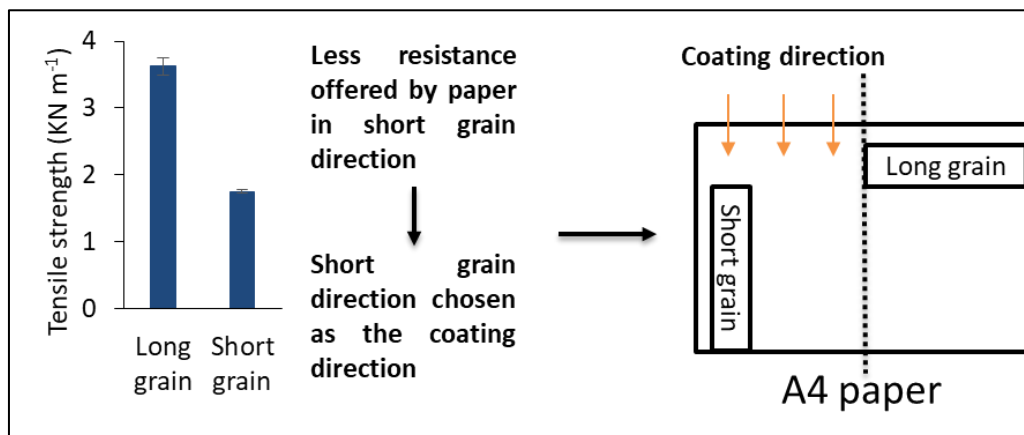 Tensile strength (KN m⁻¹)
4
3
2
1
0
Long
grain
Short
grain
Less resistance
offered by paper
in short grain
direction
Short grain
direction chosen
as the coating
direction
Coating direction
Long grain
Short grain
A4 paper